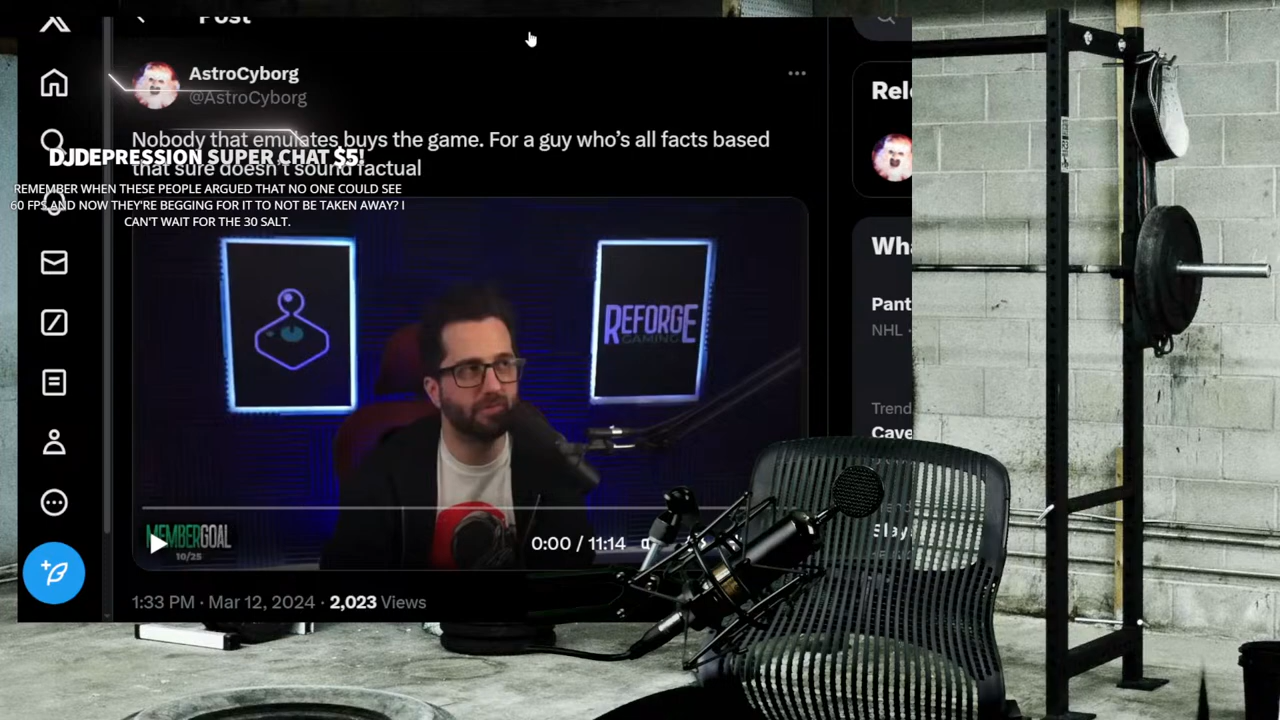 Post
AstroCyborg
@AstroCyborg
Nobody that emulates buys the game. For a guy who's all facts based
that sure doesn't sound factual
DJDEPRESSION SUPER CHAT $5!
REMEMBER WHEN THESE PEOPLE ARGUED THAT NO ONE COULD SEE
60 FPS AND NOW THEY'RE BEGGING FOR IT TO NOT BE TAKEN AWAY? I
CAN'T WAIT FOR THE 30 SALT.
REFORGE
GAMING
MEMBERGOAL
10/25
0:00 / 11:14
1:33 PM · Mar 12, 2024 · 2,023 Views
Rel
Wha
Pant
NHL ·
Trend
Cave